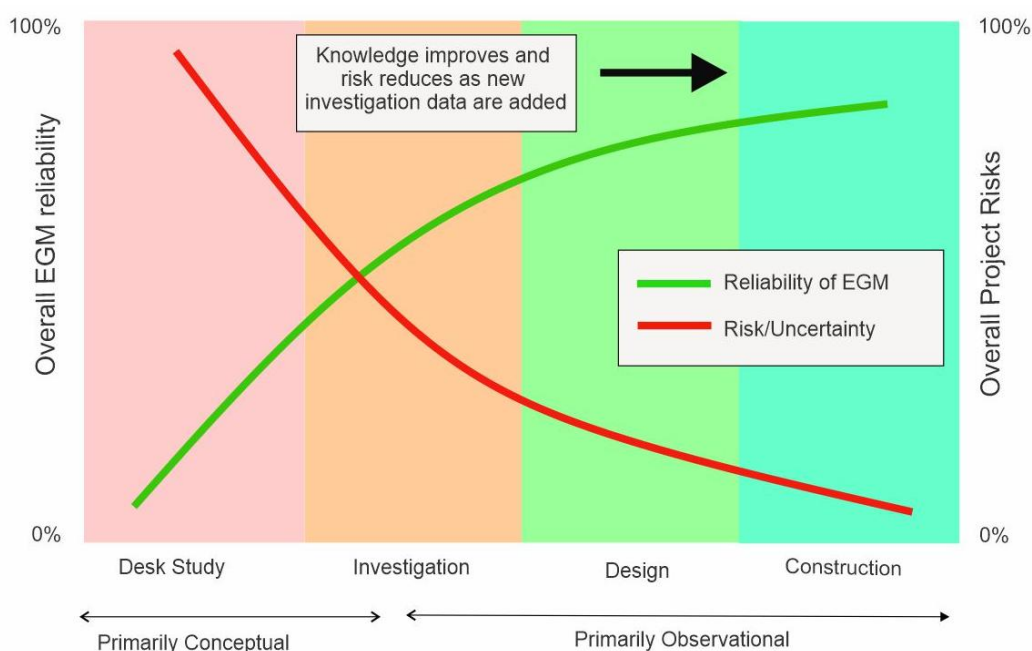 100%
100%
Knowledge improves and
risk reduces as new
investigation data are added
Overall EGM reliability
Overall Project Risks
Reliability of EGM
Risk/Uncertainty
0%
0%
Desk Study
Investigation
Design
Construction
Primarily Conceptual
Primarily Observational